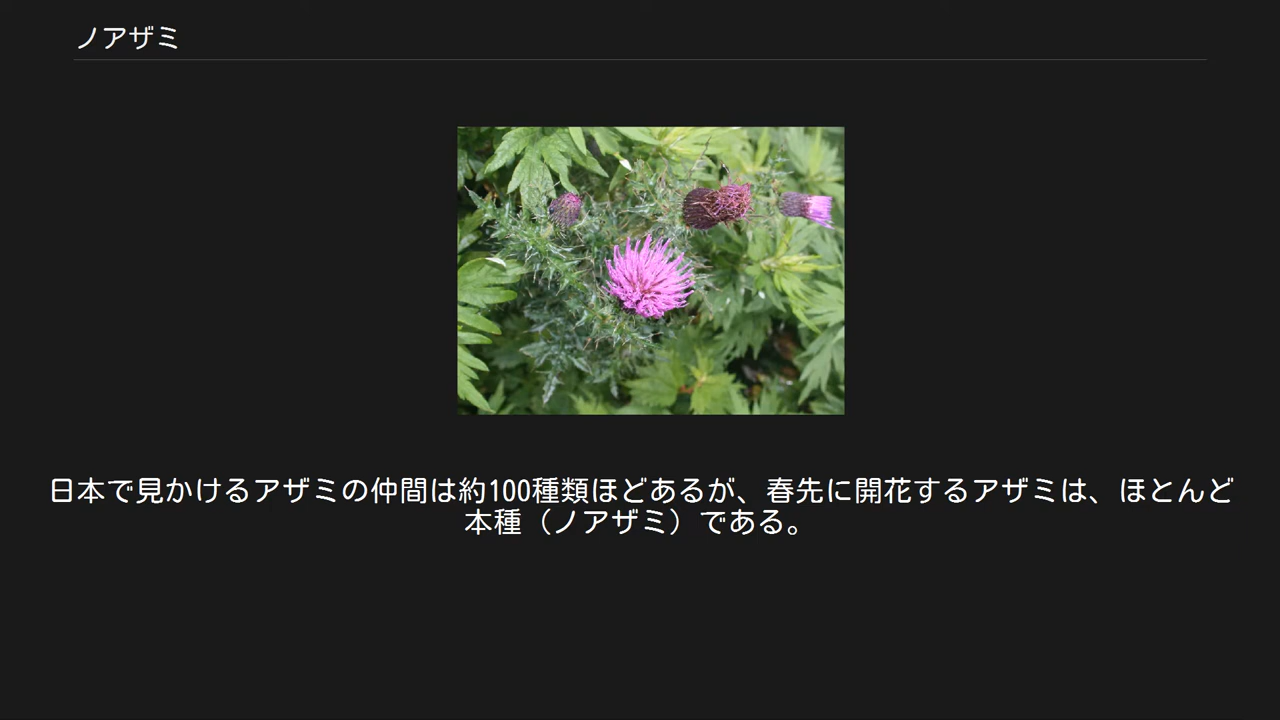 ノアザミ
日本で見かけるアザミの仲間は約100種類ほどあるが、春先に開花するアザミは、ほとんど
本種（ノアザミ）である。